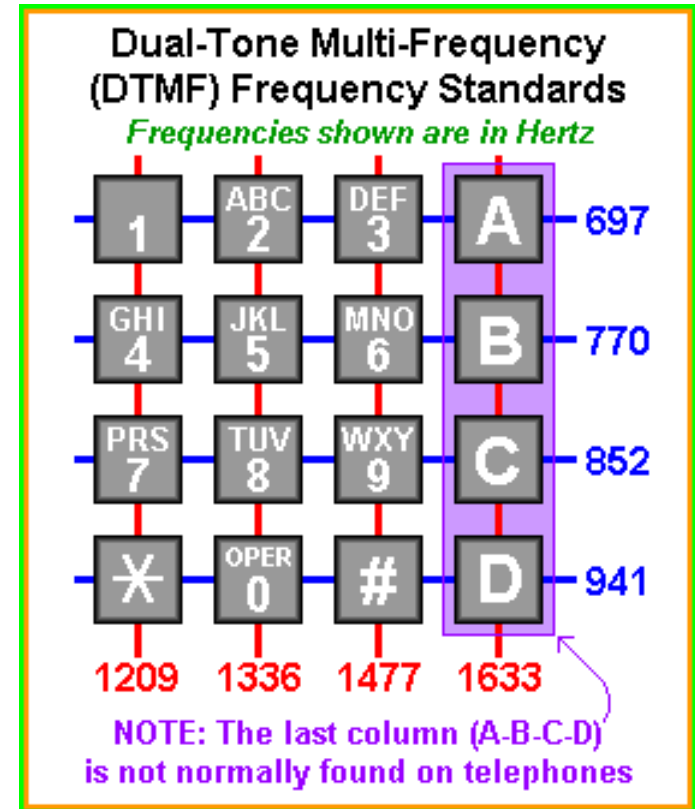 Dual-Tone Multi-Frequency
(DTMF) Frequency Standards
Frequencies shown are in Hertz
1
ABC
2
DEF
3
A
697
GHI
4
JKL
5
MNO
6
B
770
PRS
7
TUV
8
WXY
9
C
852
*
OPER
0
#
D
941
1209 1336 1477 1633
NOTE: The last column (A-B-C-D)
is not normally found on telephones